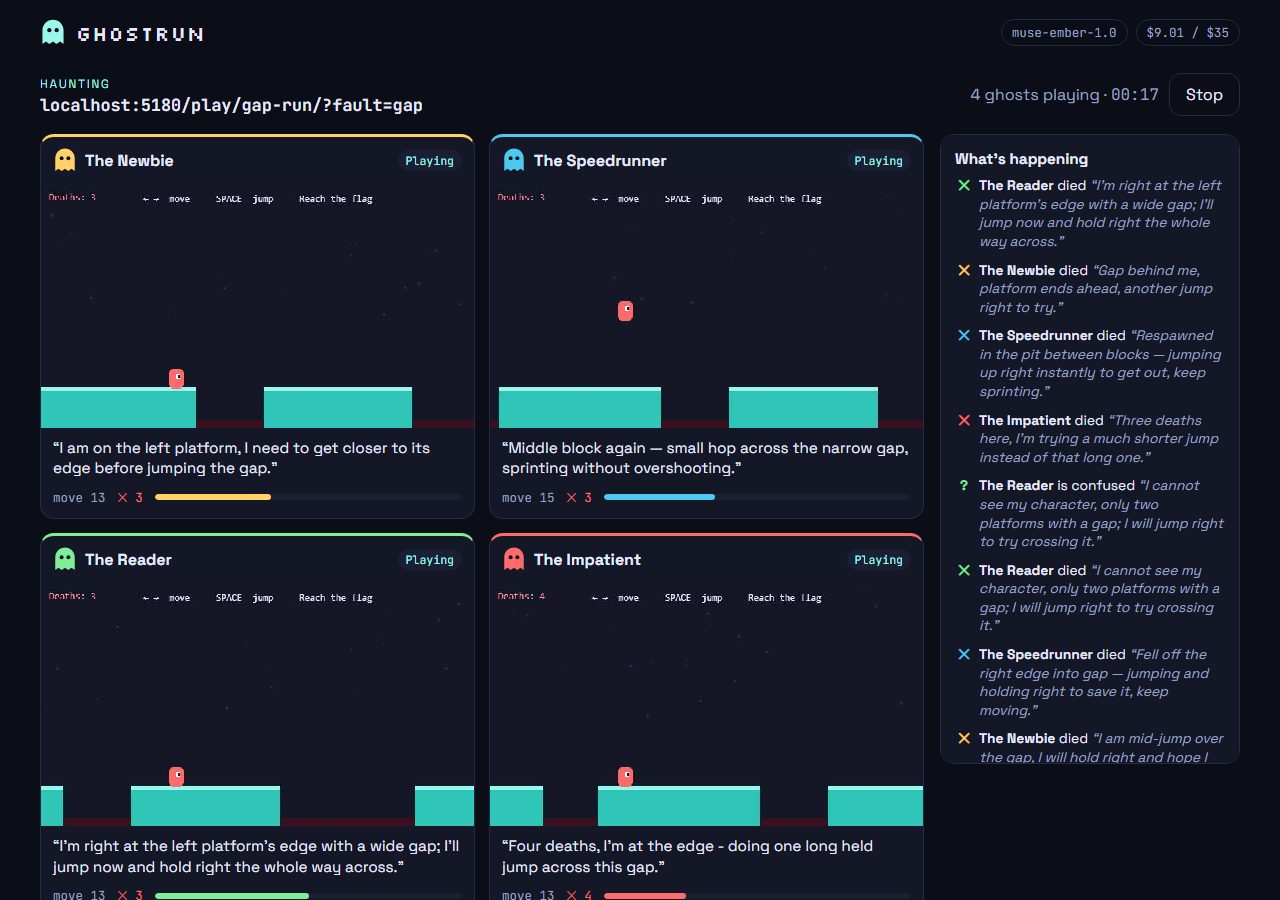 GHOSTRUN
muse-ember-1.0
$9.01 / $35
HAUNTING
localhost:5180/play/gap-run/?fault=gap
4 ghosts playing · 00:17
Stop
The Newbie
Playing
Deaths: 3
← → move SPACE jump Reach the flag
“I am on the left platform, I need to get closer to its
edge before jumping the gap.”
move 13 × 3
The Speedrunner
Playing
Deaths: 3
← → move SPACE jump Reach the flag
“Middle block again — small hop across the narrow gap,
sprinting without overshooting.”
move 15 × 3
The Reader
Playing
Deaths: 3
← → move SPACE jump Reach the flag
“I’m right at the left platform’s edge with a wide gap; I’ll
jump now and hold right the whole way across.”
move 13 × 3
The Impatient
Playing
Deaths: 4
← → move SPACE jump Reach the flag
“Four deaths, I’m at the edge - doing one long held
jump across this gap.”
move 13 × 4
What’s happening
× The Reader died “I’m right at the left
platform’s edge with a wide gap; I’ll
jump now and hold right the whole
way across.”
× The Newbie died “Gap behind me,
platform ends ahead, another jump
right to try.”
× The Speedrunner died “Respawned
in the pit between blocks — jumping
up right instantly to get out, keep
sprinting.”
× The Impatient died “Three deaths
here, I’m trying a much shorter jump
instead of that long one.”
? The Reader is confused “I cannot
see my character, only two
platforms with a gap; I will jump right
to try crossing it.”
× The Reader died “I cannot see my
character, only two platforms with a
gap; I will jump right to try crossing
it.”
× The Speedrunner died “Fell off the
right edge into gap — jumping and
holding right to save it, keep
moving.”
× The Newbie died “I am mid-jump over
the gap, I will hold right and hope I